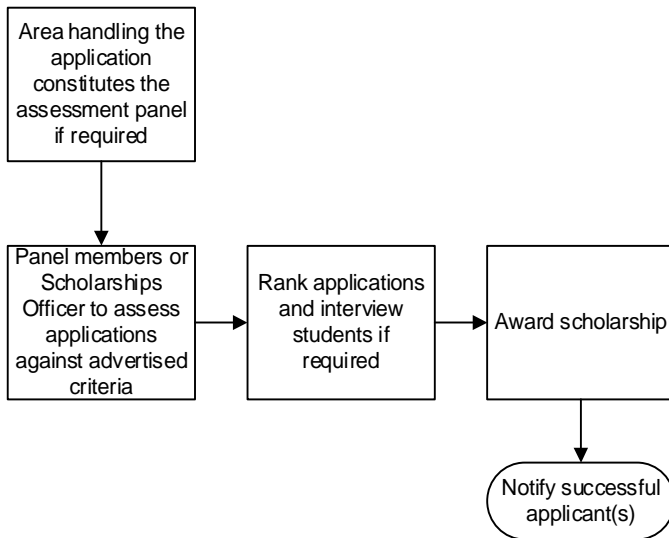 Area handling the
application
constitutes the
assessment panel
if required
Panel members or
Scholarships
Officer to assess
applications
against advertised
criteria
Rank applications
and interview
students if
required
Award scholarship
Notify successful
applicant(s)